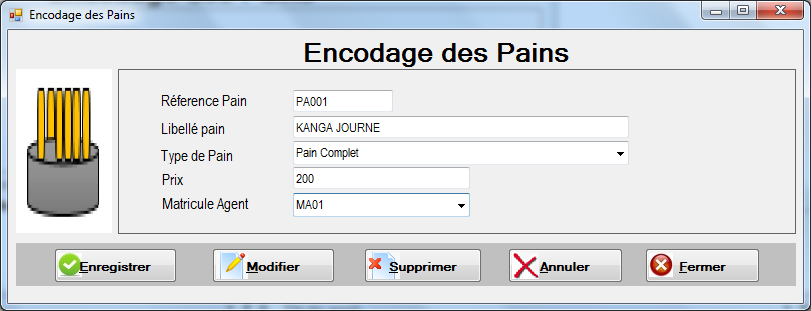 Encodage des Pains
Encodage des Pains
Réference Pain PA001
Libellé pain KANGA JOURNE
Type de Pain Pain Complet
Prix 200
Matricule Agent MA01
Enregistrer Modifier Supprimer Annuler Fermer